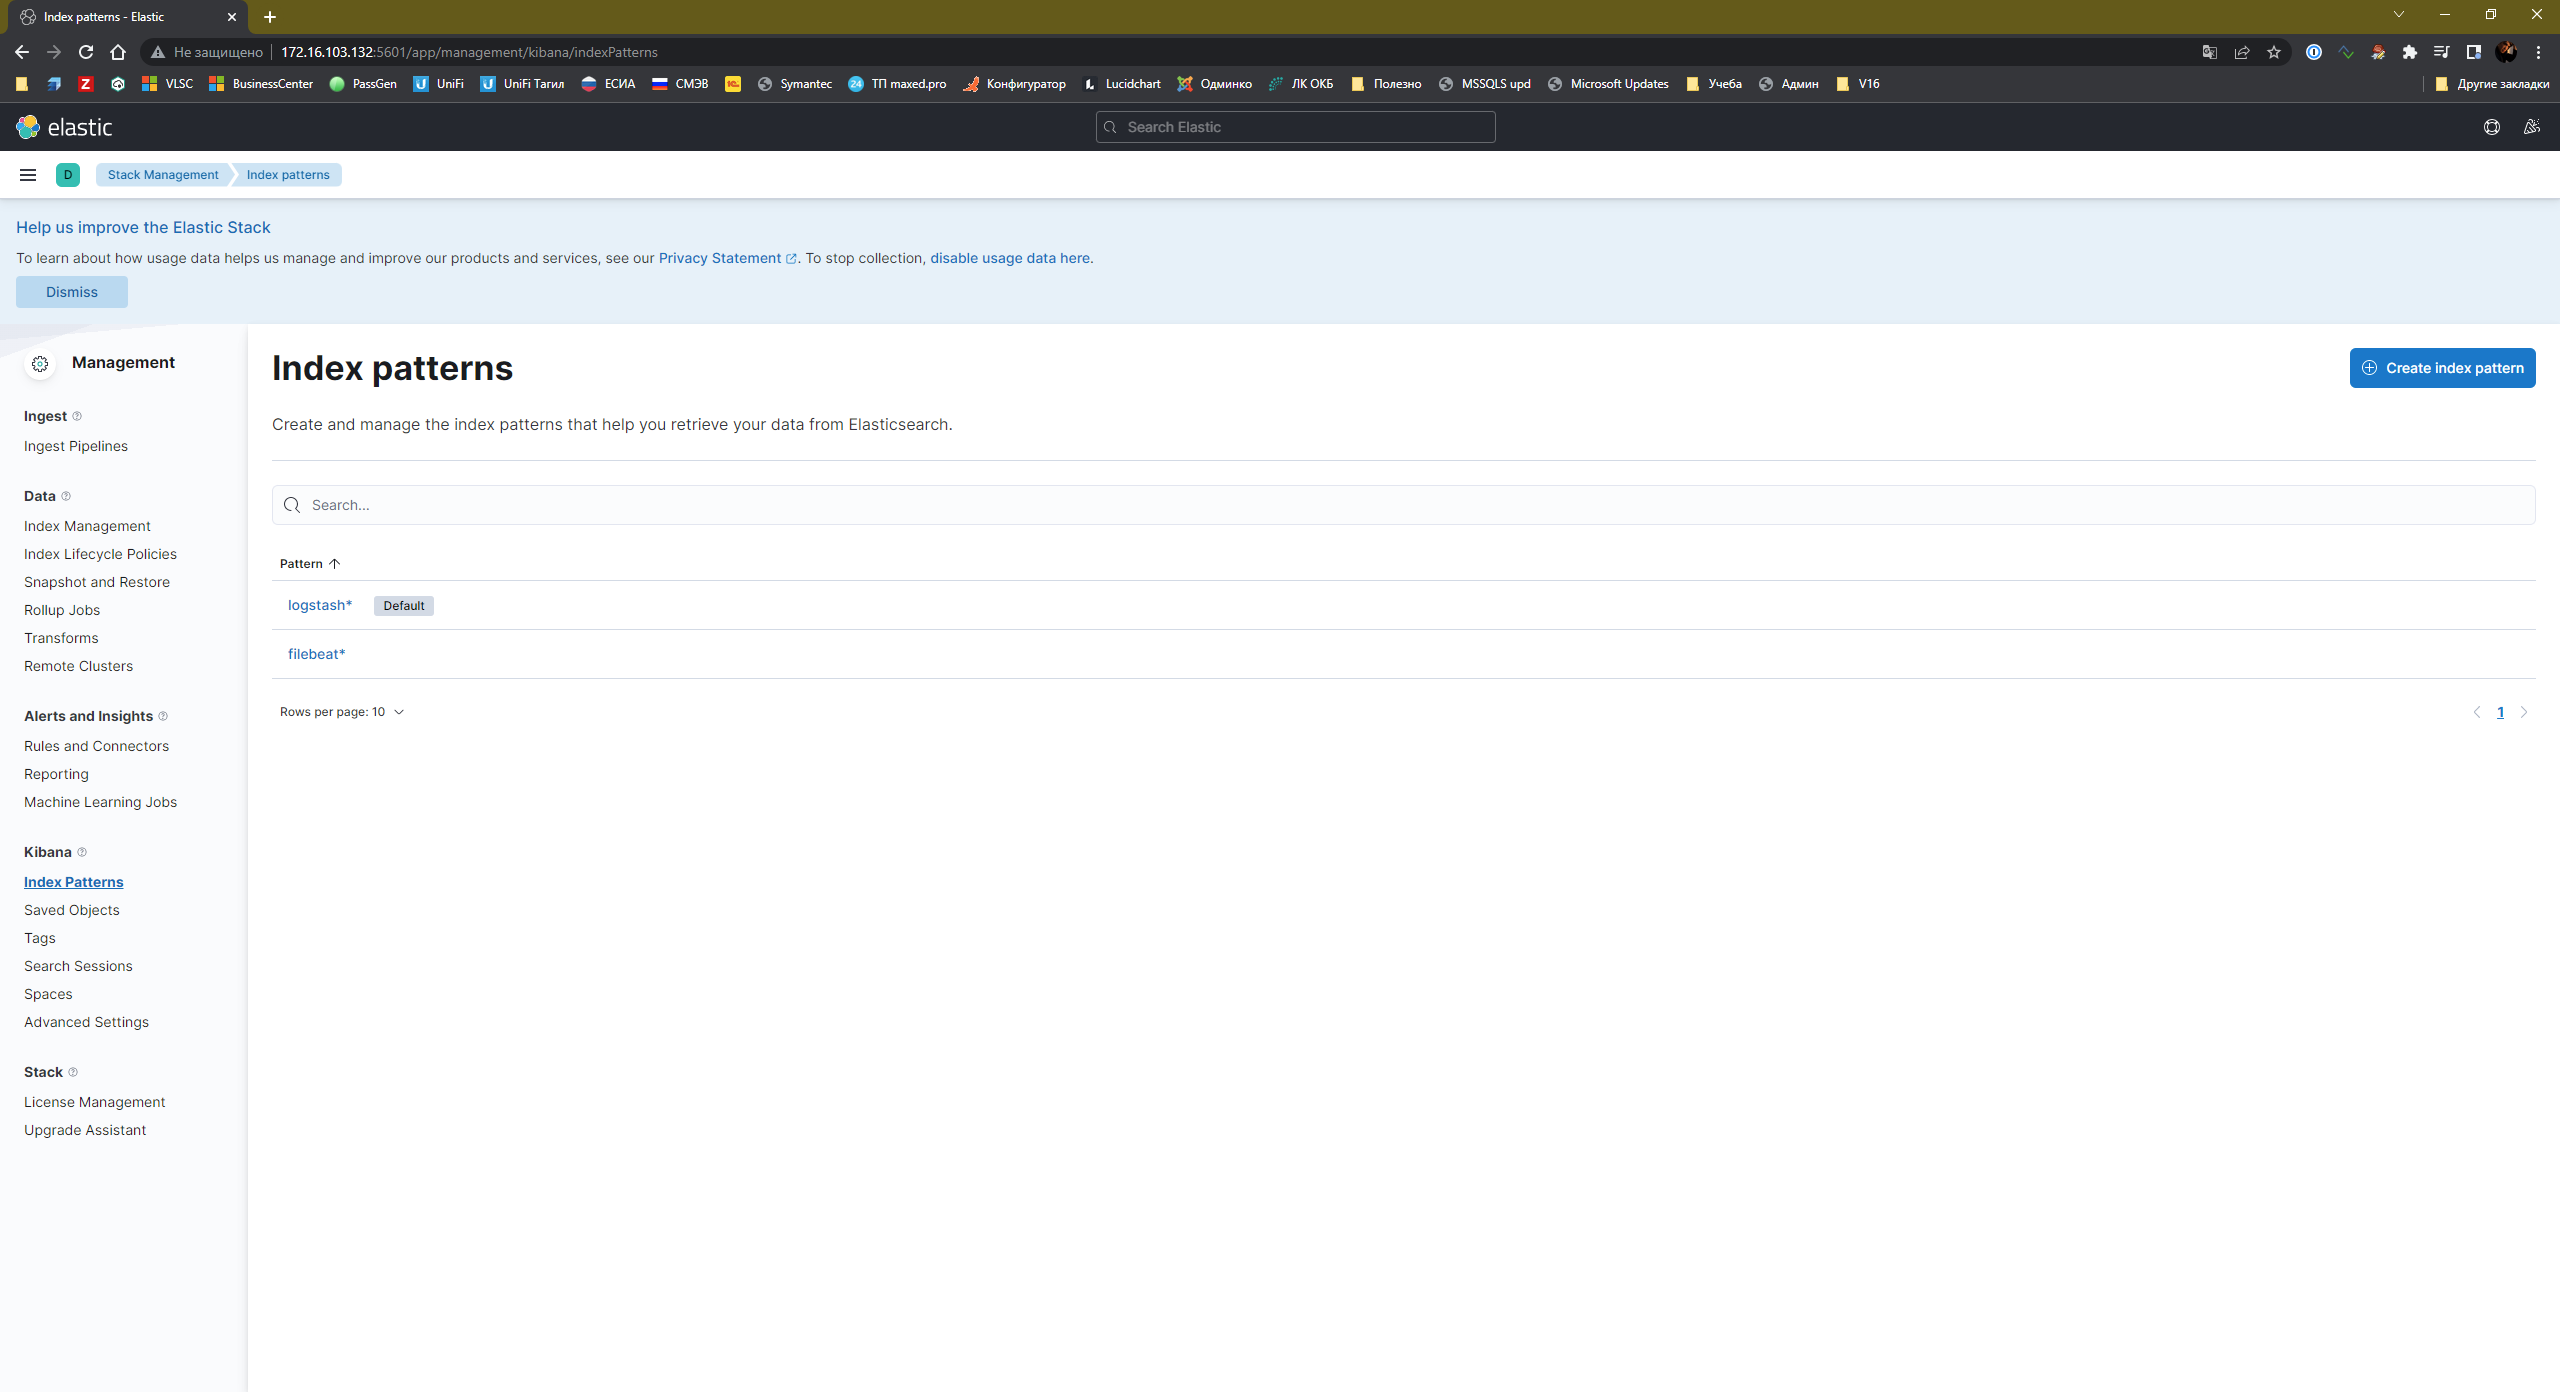 Index patterns - Elastic
Не защищено 172.16.103.132:5601/app/management/kibana/indexPatterns
VLSC BusinessCenter PassGen UniFi UniFi Тагил ЕСИА СМЭВ Symantec 24 ТП maxed.pro Конфигуратор Lucidchart Одминко ЛК ОКБ Полезно MSSQLS upd Microsoft Updates Учеба Админ V16 Другие закладки
elastic Search Elastic
D Stack Management Index patterns
Help us improve the Elastic Stack
To learn about how usage data helps us manage and improve our products and services, see our Privacy Statement. To stop collection, disable usage data here.
Dismiss
Management
Ingest
Ingest Pipelines
Data
Index Management
Index Lifecycle Policies
Snapshot and Restore
Rollup Jobs
Transforms
Remote Clusters
Alerts and Insights
Rules and Connectors
Reporting
Machine Learning Jobs
Kibana
Index Patterns
Saved Objects
Tags
Search Sessions
Spaces
Advanced Settings
Stack
License Management
Upgrade Assistant
Index patterns
Create index pattern
Create and manage the index patterns that help you retrieve your data from Elasticsearch.
Search...
Pattern
logstash* Default
filebeat*
Rows per page: 10
1